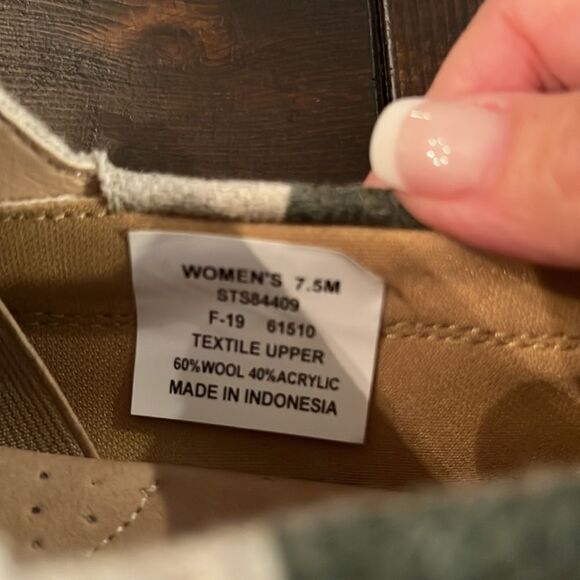 WOMEN'S 7.5M
STS84409
F-19 61510
TEXTILE UPPER
60%WOOL 40%ACRYLIC
MADE IN INDONESIA